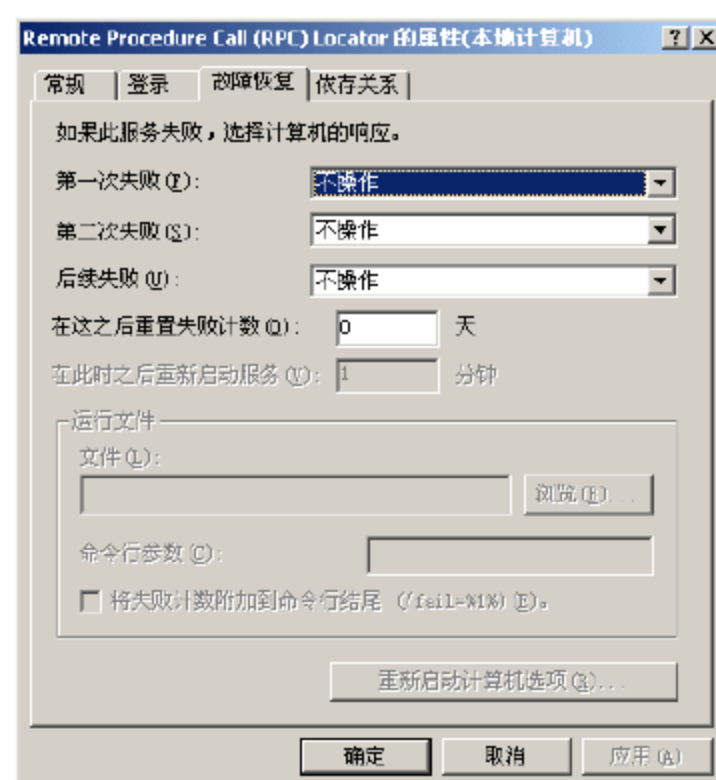 Remote Procedure Call (RPC) Locator 的属性(本地计算机)
常规 登录 故障恢复 依存关系
如果此服务失败，选择计算机的响应。
第一次失败(F): 不操作
第二次失败(S): 不操作
后续失败(U): 不操作
在这之后重置失败计数(O): 0 天
在此时之后重新启动服务(V): 1 分钟
运行文件
文件(L):
浏览(B)...
命令行参数(C):
将失败计数附加到命令行结尾 (/fail=%1%)(E)。
重新启动计算机选项(R)...
确定 取消 应用(A)